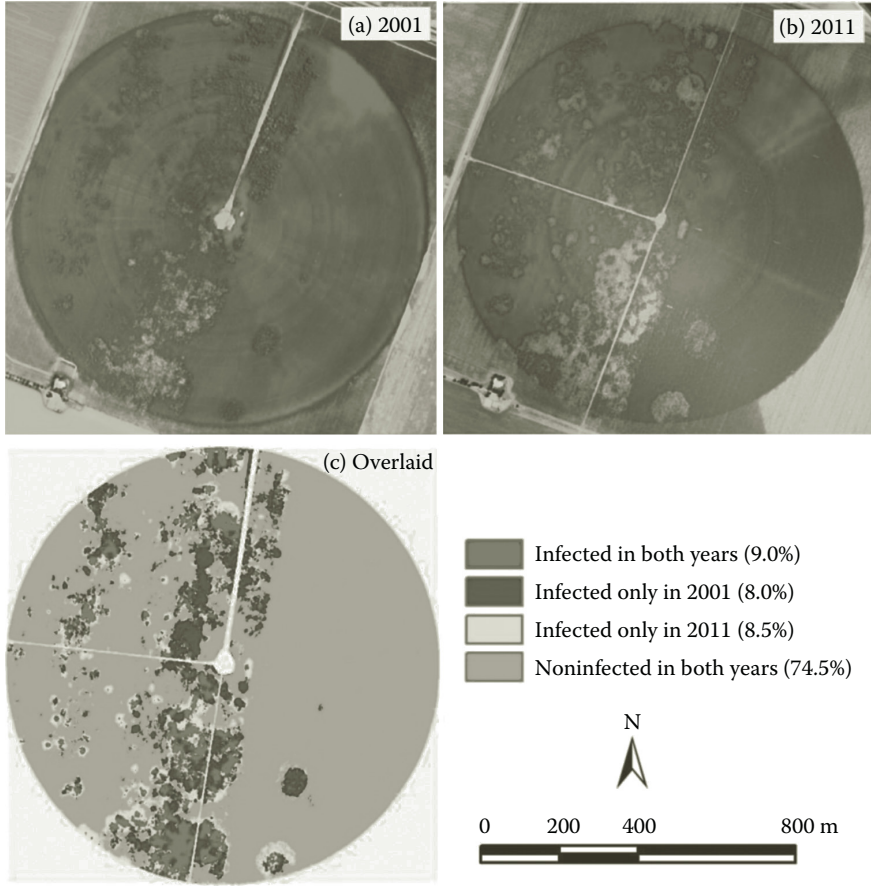 (a) 2001
(b) 2011
(c) Overlaid
Infected in both years (9.0%)
Infected only in 2001 (8.0%)
Infected only in 2011 (8.5%)
Noninfected in both years (74.5%)
N
0 200 400 800 m